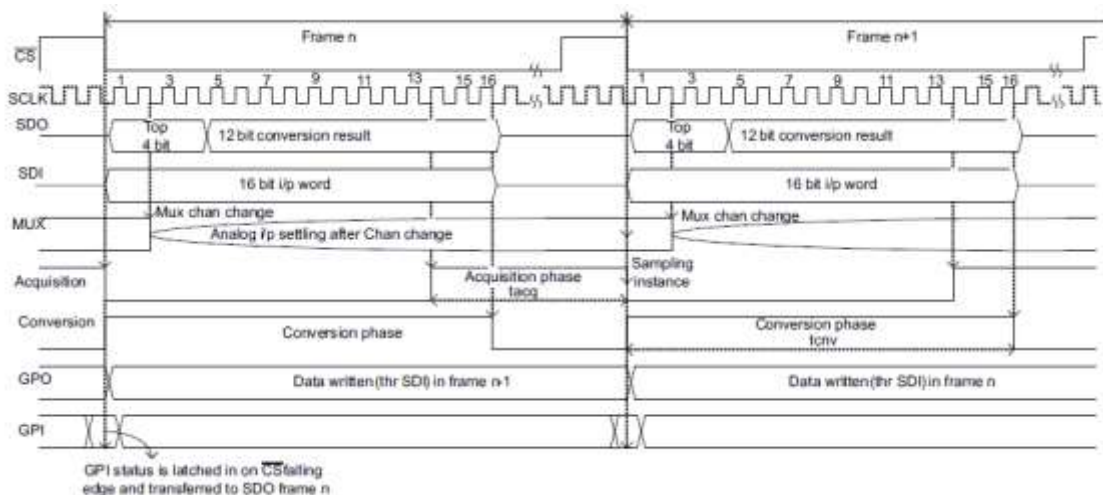 Frame n
Frame n+1
CS
1 3 5 7 9 11 13 15 16
1 3 5 7 9 11 13 15 16
SCLK
SDO
Top
4 bit
12 bit conversion result
Top
4 bit
12 bit conversion result
SDI
16 bit i/p word
16 bit i/p word
MUX
Mux chan change
Analog i/p settling after Chan change
Mux chan change
Acquisition
Acquisition phase
tacq
Sampling
instance
Conversion
Conversion phase
Conversion phase
tcnv
GPO
Data written(thr SDI) in frame n-1
Data written(thr SDI) in frame n
GPI
GPI status is latched in on CS falling
edge and transferred to SDO frame n